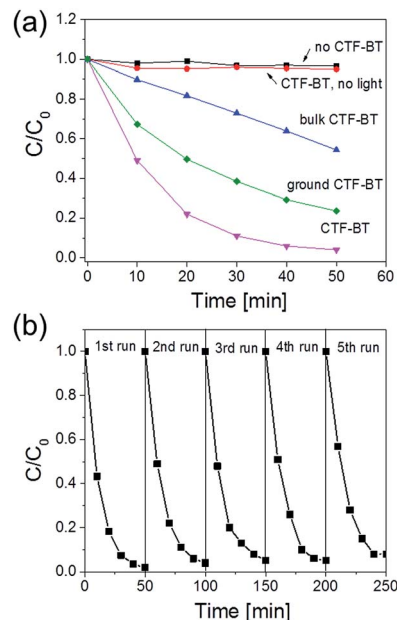 (a)
no CTF-BT
CTF-BT, no light
bulk CTF-BT
ground CTF-BT
CTF-BT
C/C0
1.0
0.8
0.6
0.4
0.2
0.0
0 10 20 30 40 50 60
Time [min]
(b)
1st run 2nd run 3rd run 4th run 5th run
C/C0
1.0
0.8
0.6
0.4
0.2
0.0
0 50 100 150 200 250
Time [min]